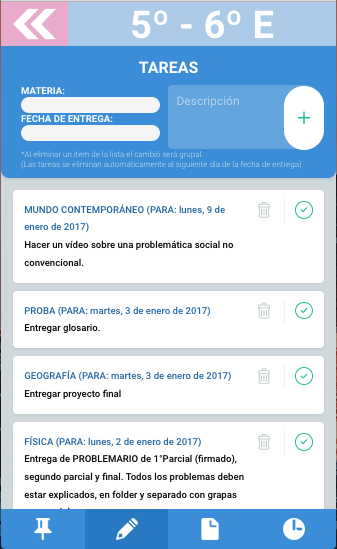 5º - 6º E
TAREAS
MATERIA:
Descripción
FECHA DE ENTREGA:
*Al eliminar un item de la lista el cambió será grupal.
(Las tareas se eliminan automáticamente al siguiente día de la fecha de entrega)
MUNDO CONTEMPORÁNEO (PARA: lunes, 9 de
enero de 2017)
Hacer un vídeo sobre una problemática social no
convencional.
PROBA (PARA: martes, 3 de enero de 2017)
Entregar glosario.
GEOGRAFÍA (PARA: martes, 3 de enero de 2017)
Entregar proyecto final
FÍSICA (PARA: lunes, 2 de enero de 2017)
Entrega de PROBLEMARIO de 1°Parcial (firmado),
segundo parcial y final. Todos los problemas deben
estar explicados, en folder y separado con grapas